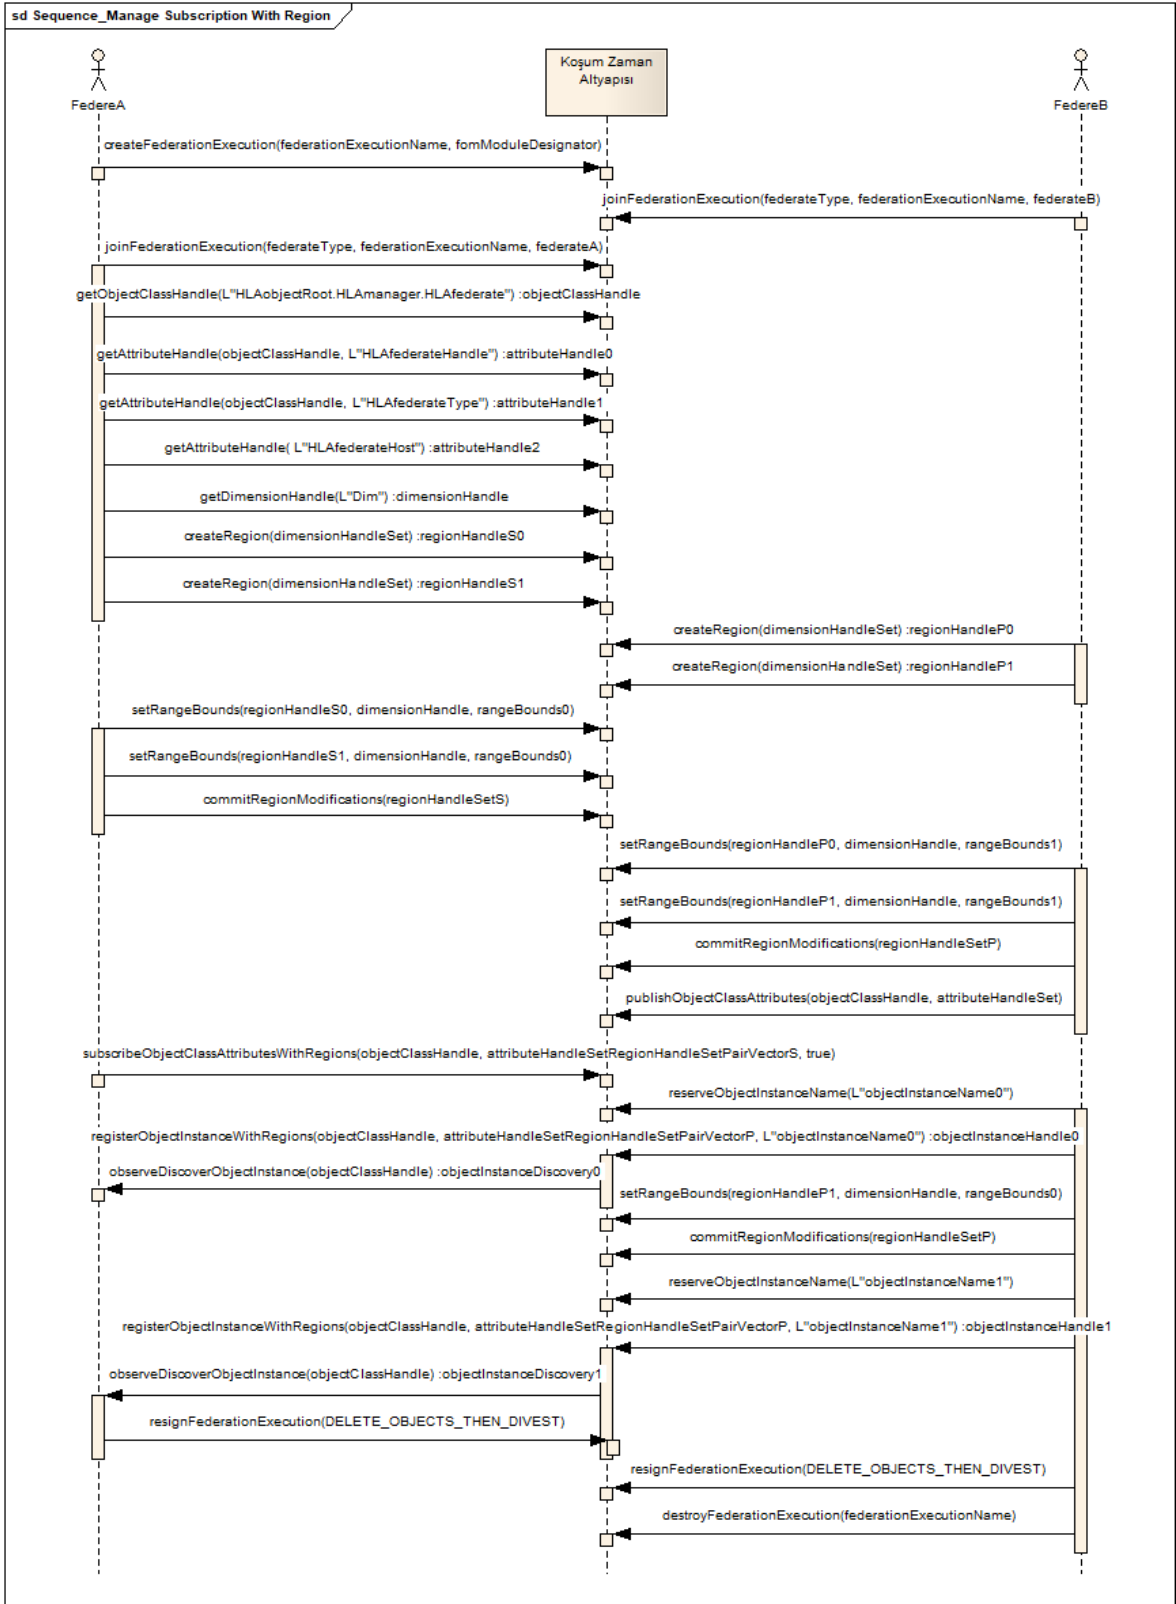 sd Sequence_Manage Subscription With Region
FedereA
Koşum Zaman
Altyapısı
FedereB
createFederationExecution(federationExecutionName, fomModuleDesignator)
joinFederationExecution(federateType, federationExecutionName, federateB)
joinFederationExecution(federateType, federationExecutionName, federateA)
getObjectClassHandle(L"HLAobjectRoot.HLAmanager.HLAfederate") :objectClassHandle
getAttributeHandle(objectClassHandle, L"HLAfederateHandle") :attributeHandle0
getAttributeHandle(objectClassHandle, L"HLAfederateType") :attributeHandle1
getAttributeHandle( L"HLAfederateHost") :attributeHandle2
getDimensionHandle(L"Dim") :dimensionHandle
createRegion(dimensionHandleSet) :regionHandleS0
createRegion(dimensionHandleSet) :regionHandleS1
createRegion(dimensionHandleSet) :regionHandleP0
createRegion(dimensionHandleSet) :regionHandleP1
setRangeBounds(regionHandleS0, dimensionHandle, rangeBounds0)
setRangeBounds(regionHandleS1, dimensionHandle, rangeBounds0)
commitRegionModifications(regionHandleSetS)
setRangeBounds(regionHandleP0, dimensionHandle, rangeBounds1)
setRangeBounds(regionHandleP1, dimensionHandle, rangeBounds1)
commitRegionModifications(regionHandleSetP)
publishObjectClassAttributes(objectClassHandle, attributeHandleSet)
subscribeObjectClassAttributesWithRegions(objectClassHandle, attributeHandleSetRegionHandleSetPairVectorS, true)
reserveObjectInstanceName(L"objectInstanceName0")
registerObjectInstanceWithRegions(objectClassHandle, attributeHandleSetRegionHandleSetPairVectorP, L"objectInstanceName0") :objectInstanceHandle0
observeDiscoverObjectInstance(objectClassHandle) :objectInstanceDiscovery0
setRangeBounds(regionHandleP1, dimensionHandle, rangeBounds0)
commitRegionModifications(regionHandleSetP)
reserveObjectInstanceName(L"objectInstanceName1")
registerObjectInstanceWithRegions(objectClassHandle, attributeHandleSetRegionHandleSetPairVectorP, L"objectInstanceName1") :objectInstanceHandle1
observeDiscoverObjectInstance(objectClassHandle) :objectInstanceDiscovery1
resignFederationExecution(DELETE_OBJECTS_THEN_DIVEST)
resignFederationExecution(DELETE_OBJECTS_THEN_DIVEST)
destroyFederationExecution(federationExecutionName)